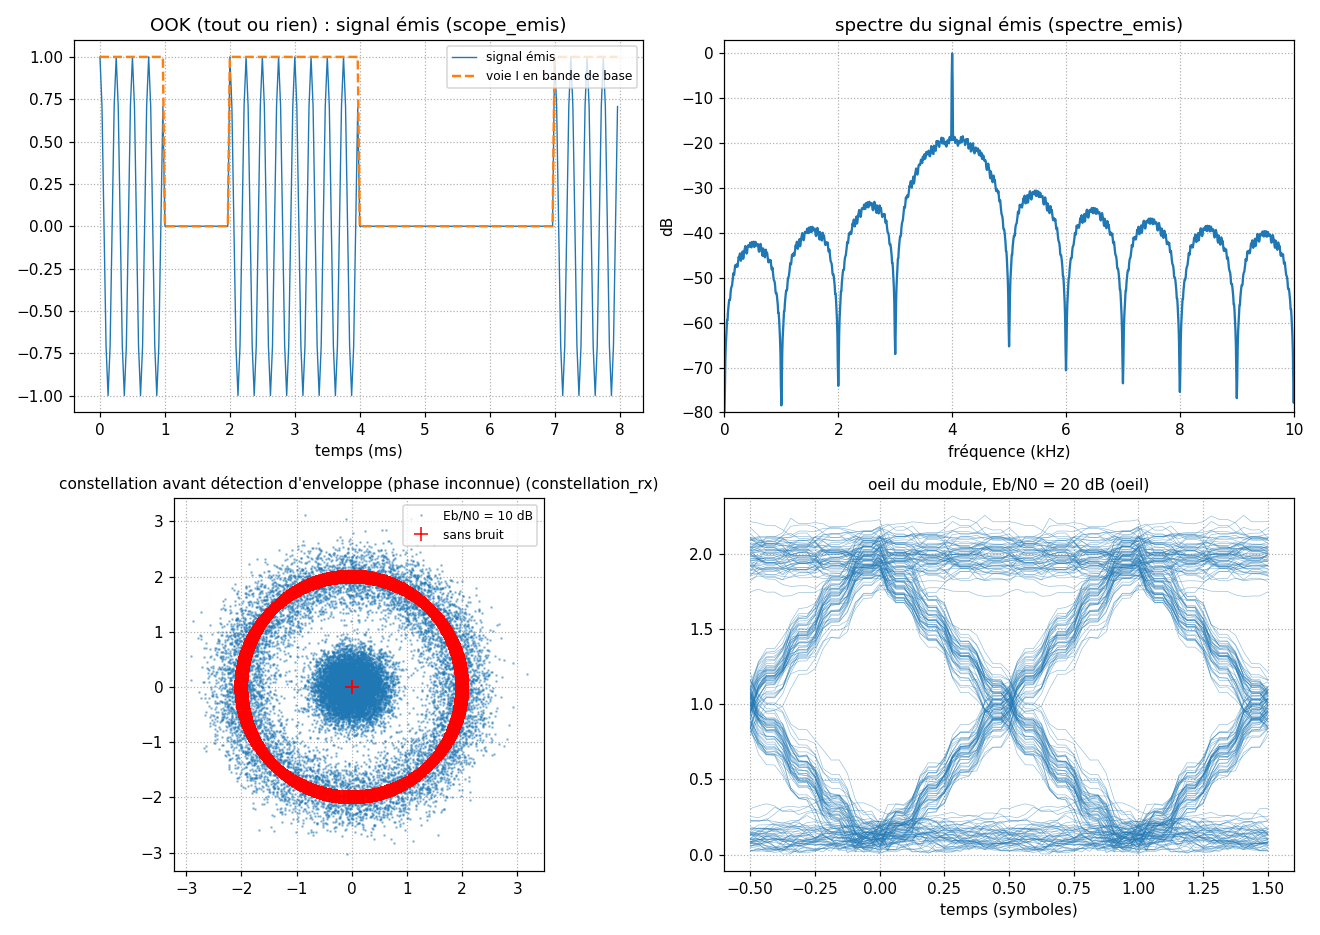 OOK (tout ou rien) : signal émis (scope_emis)
1.00
0.75
0.50
0.25
0.00
−0.25
−0.50
−0.75
−1.00
signal émis
voie I en bande de base
0 1 2 3 4 5 6 7 8
temps (ms)
spectre du signal émis (spectre_emis)
dB
0
−10
−20
−30
−40
−50
−60
−70
−80
0 2 4 6 8 10
fréquence (kHz)
constellation avant détection d'enveloppe (phase inconnue) (constellation_rx)
3
2
1
0
−1
−2
−3
Eb/N0 = 10 dB
sans bruit
−3 −2 −1 0 1 2 3
oeil du module, Eb/N0 = 20 dB (oeil)
2.0
1.5
1.0
0.5
0.0
−0.50 −0.25 0.00 0.25 0.50 0.75 1.00 1.25 1.50
temps (symboles)